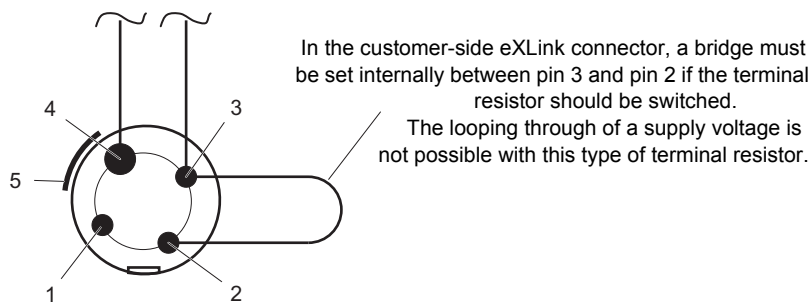 In the customer-side eXLink connector, a bridge must
be set internally between pin 3 and pin 2 if the terminal
resistor should be switched.
The looping through of a supply voltage is
not possible with this type of terminal resistor.
4
3
5
1
2